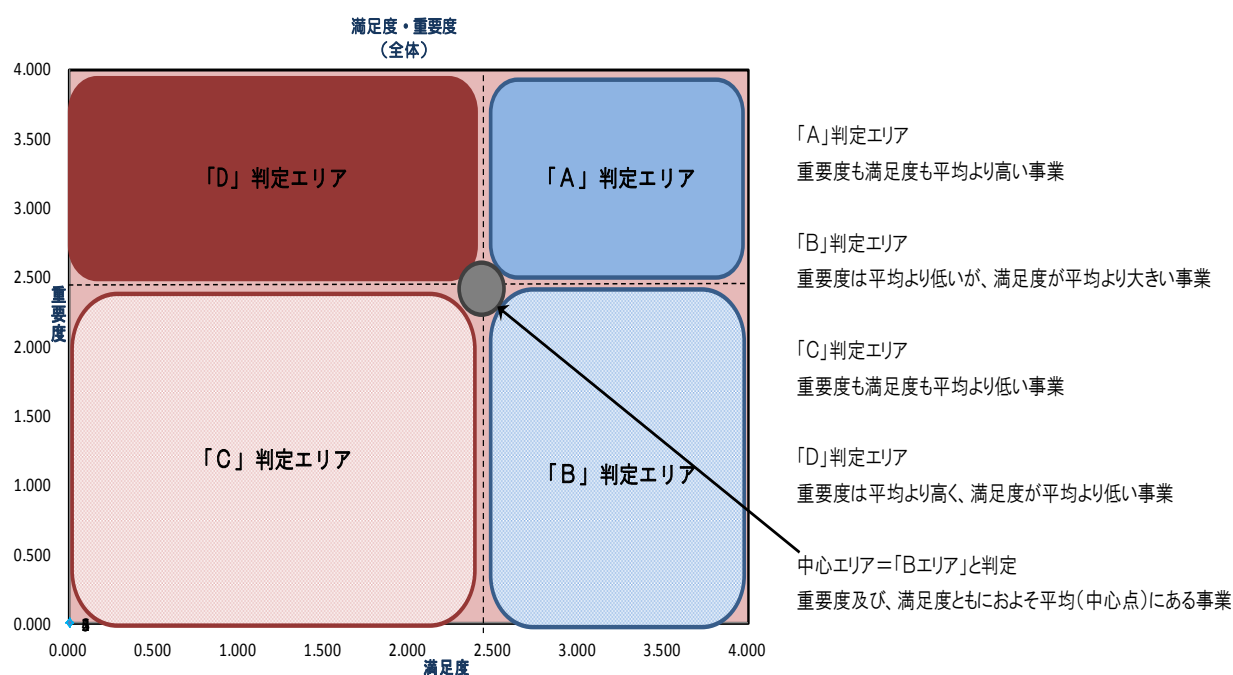 満足度・重要度
（全体）
4.000
3.500
3.000
2.500
2.000
1.500
1.000
0.500
0.000
重要度
「D」判定エリア
「A」判定エリア
「C」判定エリア
「B」判定エリア
0.000
0.500
1.000
1.500
2.000
2.500
3.000
3.500
4.000
満足度
「A」判定エリア
重要度も満足度も平均より高い事業
「B」判定エリア
重要度は平均より低いが、満足度が平均より大きい事業
「C」判定エリア
重要度も満足度も平均より低い事業
「D」判定エリア
重要度は平均より高く、満足度が平均より低い事業
中心エリア＝「Bエリア」と判定
重要度及び、満足度ともにおよそ平均（中心点）にある事業